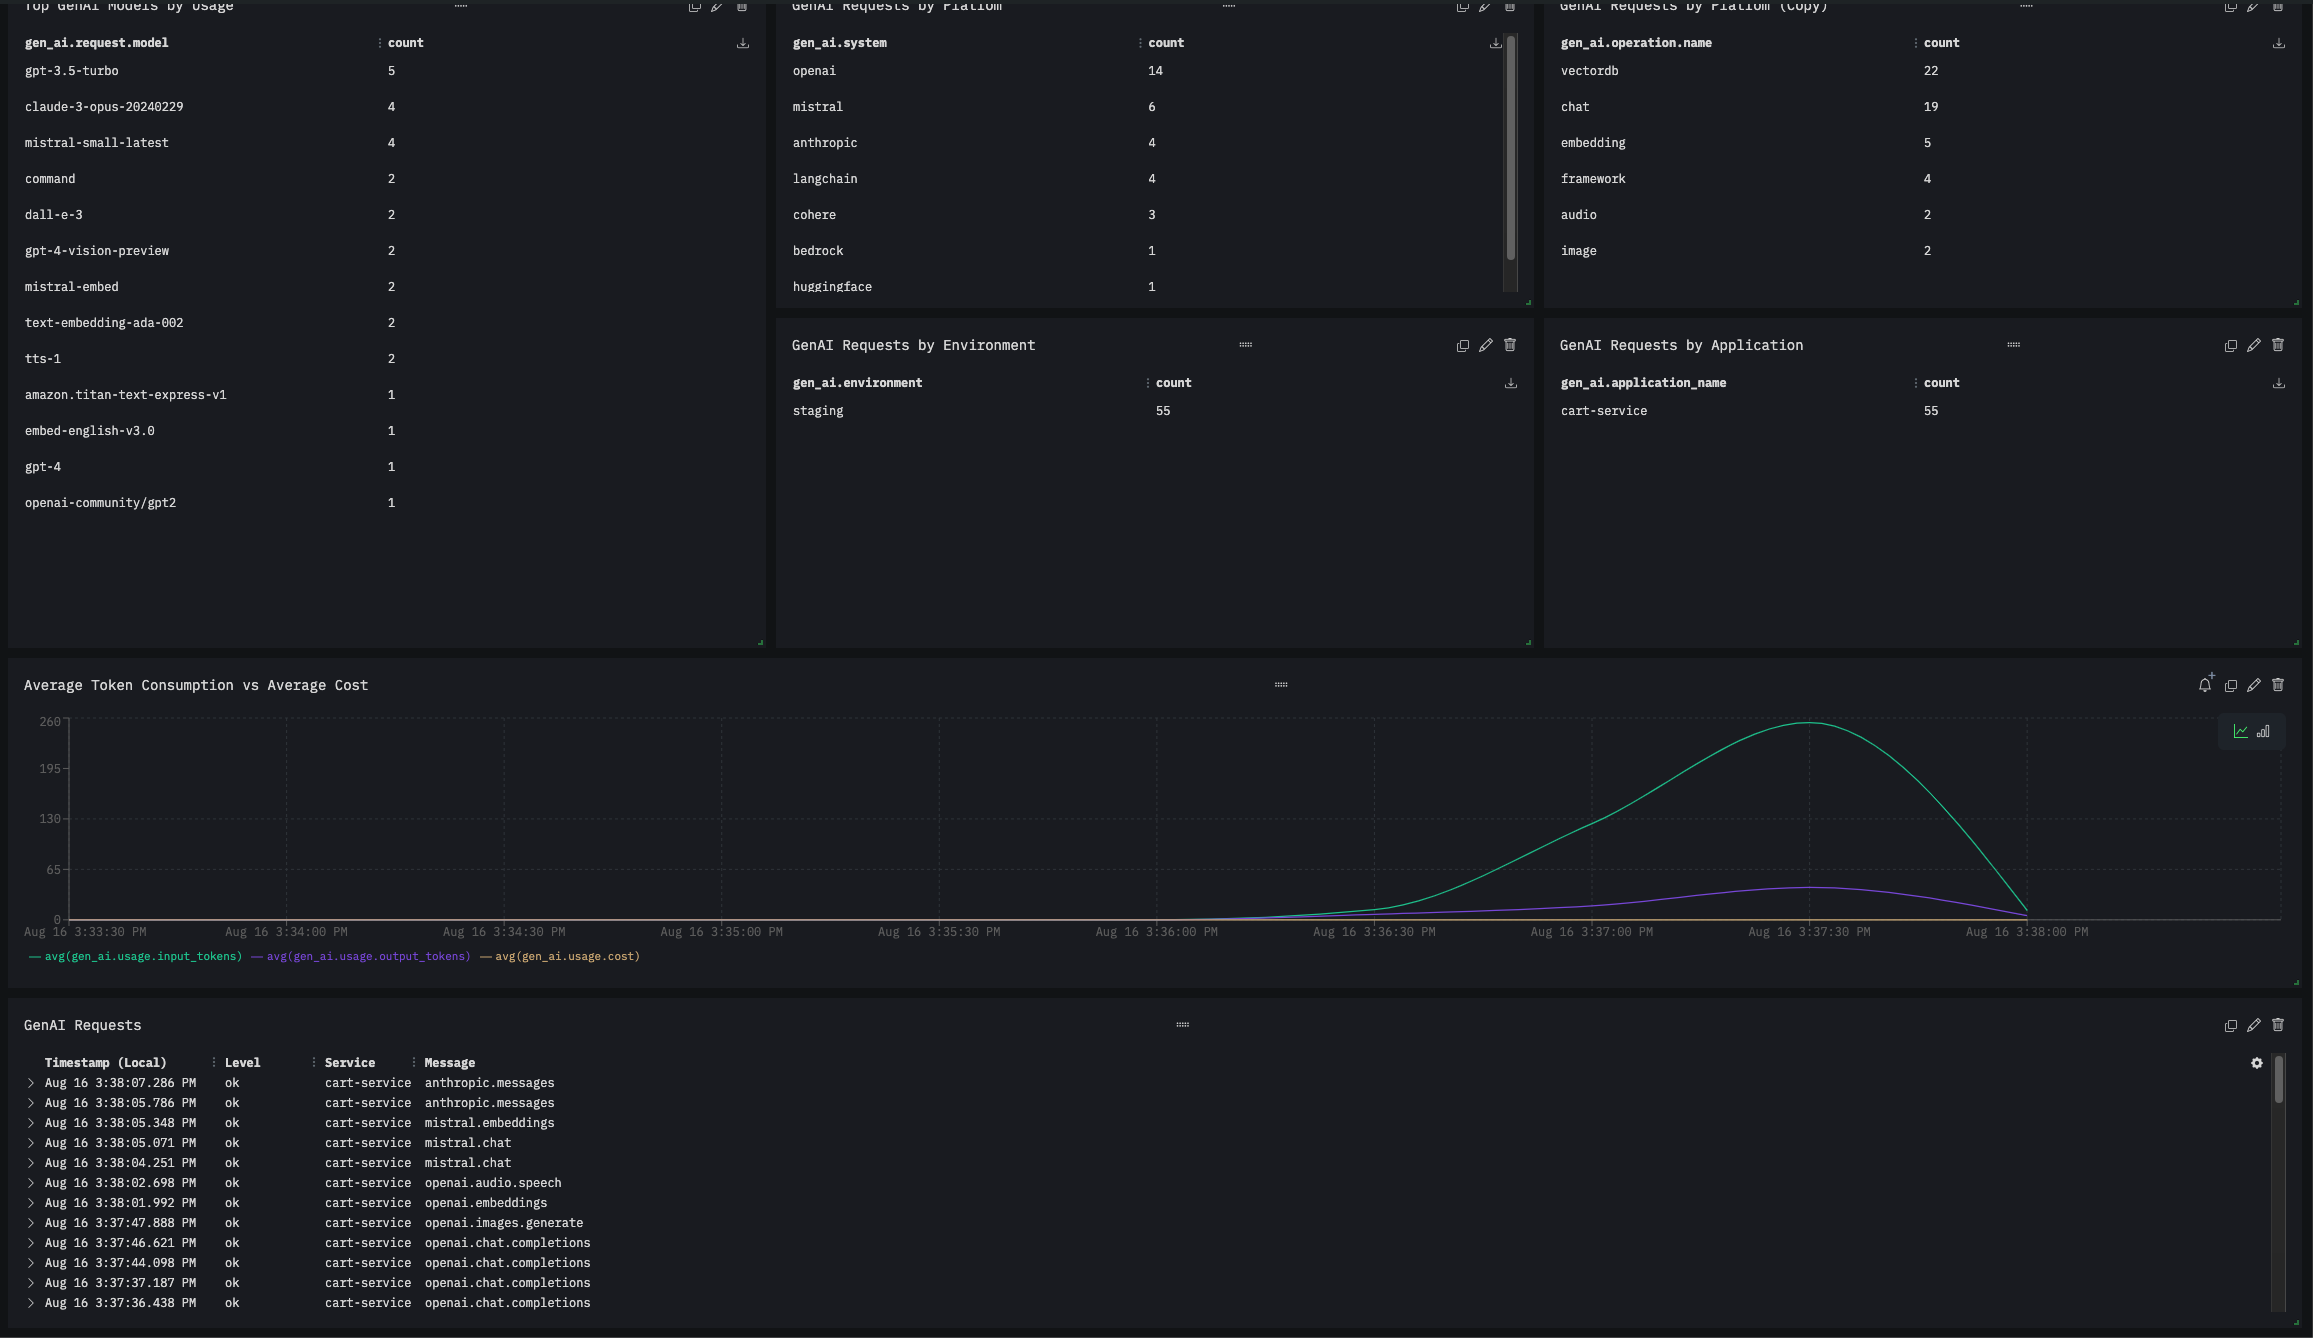 Top GenAI Models by Usage
gen_ai.request.model count
gpt-3.5-turbo 5
claude-3-opus-20240229 4
mistral-small-latest 4
command 2
dall-e-3 2
gpt-4-vision-preview 2
mistral-embed 2
text-embedding-ada-002 2
tts-1 2
amazon.titan-text-express-v1 1
embed-english-v3.0 1
gpt-4 1
openai-community/gpt2 1
GenAI Requests by Platfom
gen_ai.system count
openai 14
mistral 6
anthropic 4
langchain 4
cohere 3
bedrock 1
huggingface 1
GenAI Requests by Platfom (Copy)
gen_ai.operation.name count
vectordb 22
chat 19
embedding 5
framework 4
audio 2
image 2
GenAI Requests by Environment
gen_ai.environment count
staging 55
GenAI Requests by Application
gen_ai.application_name count
cart-service 55
Average Token Consumption vs Average Cost
260
195
130
65
0
Aug 16 3:33:30 PM Aug 16 3:34:00 PM Aug 16 3:34:30 PM Aug 16 3:35:00 PM Aug 16 3:35:30 PM Aug 16 3:36:00 PM Aug 16 3:36:30 PM Aug 16 3:37:00 PM Aug 16 3:37:30 PM Aug 16 3:38:00 PM
avg(gen_ai.usage.input_tokens) avg(gen_ai.usage.output_tokens) avg(gen_ai.usage.cost)
GenAI Requests
Timestamp (Local) Level Service Message
Aug 16 3:38:07.286 PM ok cart-service anthropic.messages
Aug 16 3:38:05.786 PM ok cart-service anthropic.messages
Aug 16 3:38:05.348 PM ok cart-service mistral.embeddings
Aug 16 3:38:05.071 PM ok cart-service mistral.chat
Aug 16 3:38:04.251 PM ok cart-service mistral.chat
Aug 16 3:38:02.698 PM ok cart-service openai.audio.speech
Aug 16 3:38:01.992 PM ok cart-service openai.embeddings
Aug 16 3:37:47.888 PM ok cart-service openai.images.generate
Aug 16 3:37:46.621 PM ok cart-service openai.chat.completions
Aug 16 3:37:44.098 PM ok cart-service openai.chat.completions
Aug 16 3:37:37.187 PM ok cart-service openai.chat.completions
Aug 16 3:37:36.438 PM ok cart-service openai.chat.completions